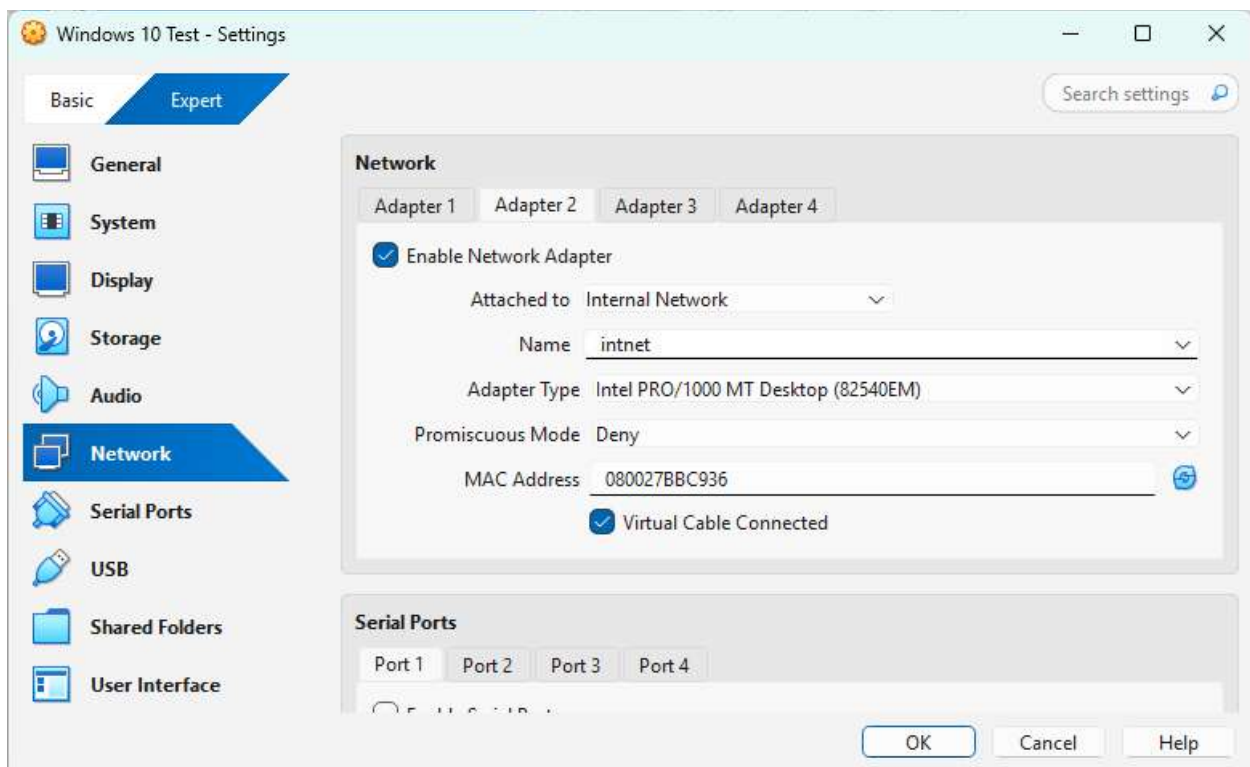 Windows 10 Test - Settings
Basic
Expert
Search settings
General
System
Display
Storage
Audio
Network
Serial Ports
USB
Shared Folders
User Interface
Network
Adapter 1
Adapter 2
Adapter 3
Adapter 4
Enable Network Adapter
Attached to Internal Network
Name intnet
Adapter Type Intel PRO/1000 MT Desktop (82540EM)
Promiscuous Mode Deny
MAC Address 080027BBC936
Virtual Cable Connected
Serial Ports
Port 1
Port 2
Port 3
Port 4
OK
Cancel
Help